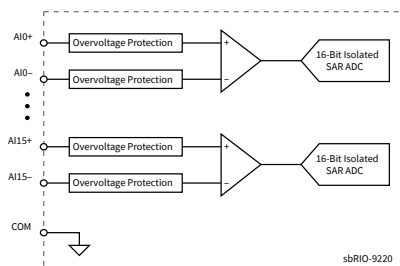 AI0+
Overvoltage Protection
+
16-Bit Isolated
SAR ADC
AI0–
Overvoltage Protection
–
AI15+
Overvoltage Protection
+
16-Bit Isolated
SAR ADC
AI15–
Overvoltage Protection
–
COM
sbRIO-9220